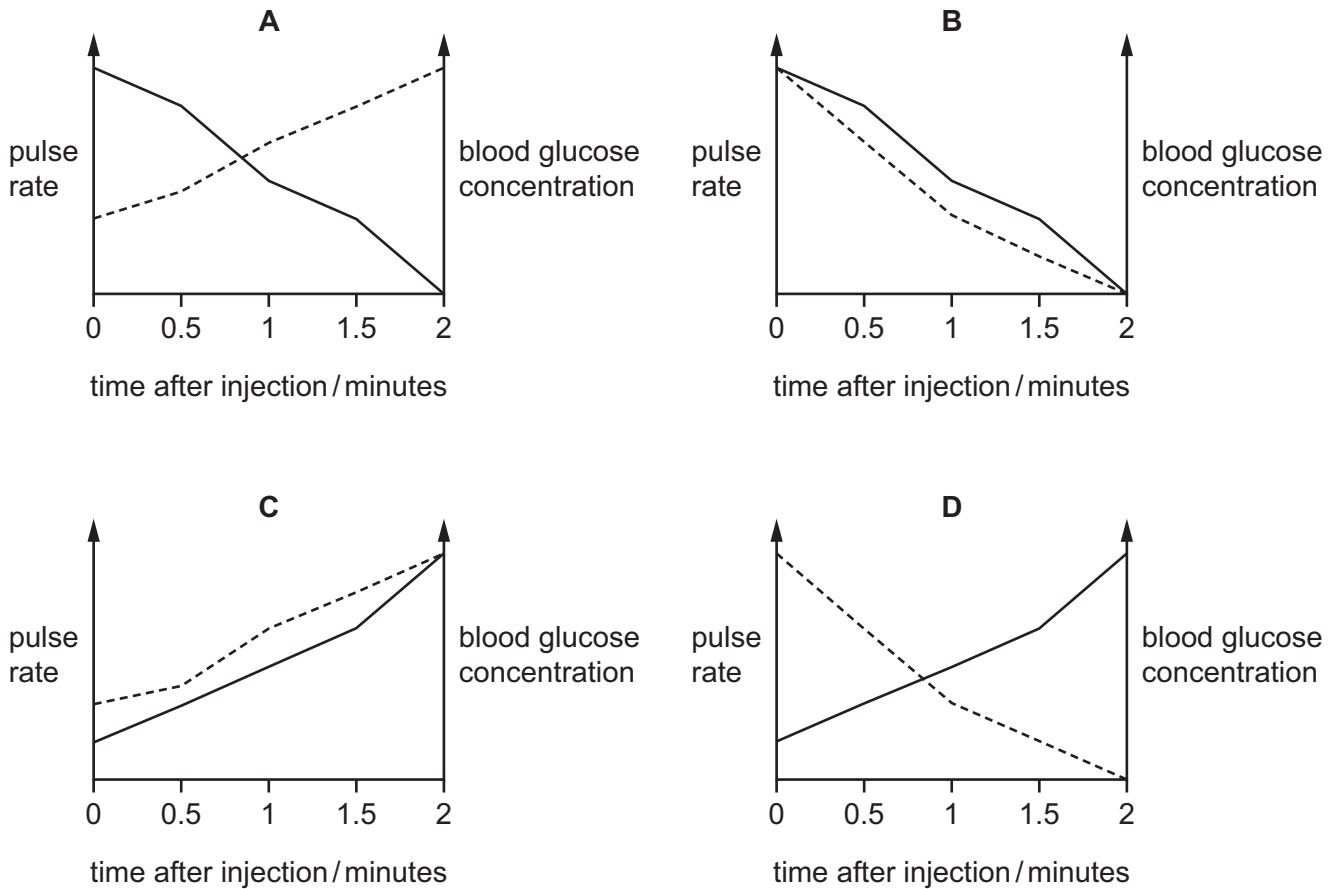 A
pulse
rate
blood glucose
concentration
0 0.5 1 1.5 2
time after injection / minutes
B
pulse
rate
blood glucose
concentration
0 0.5 1 1.5 2
time after injection / minutes
C
pulse
rate
blood glucose
concentration
0 0.5 1 1.5 2
time after injection / minutes
D
pulse
rate
blood glucose
concentration
0 0.5 1 1.5 2
time after injection / minutes